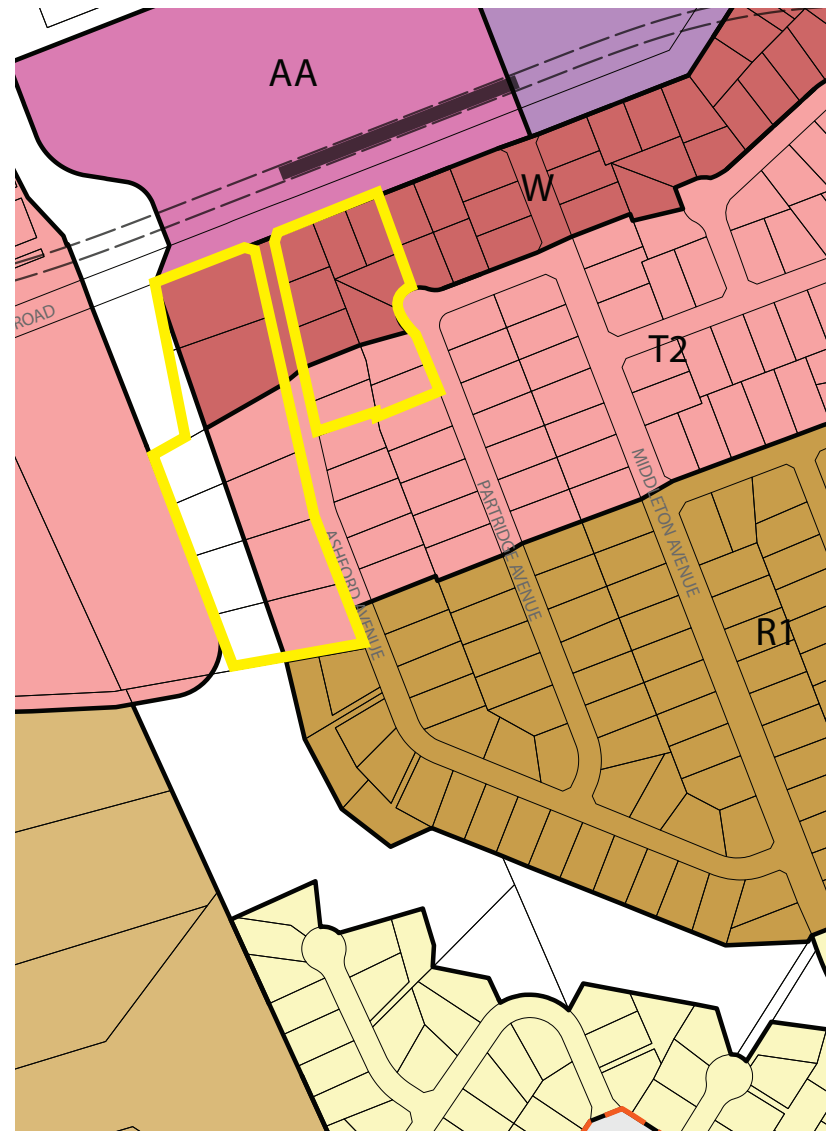 AA
W
ROAD
T2
PARTRIDGE AVENUE
MIDDLETON AVENUE
ASHFORD AVENUE
R1